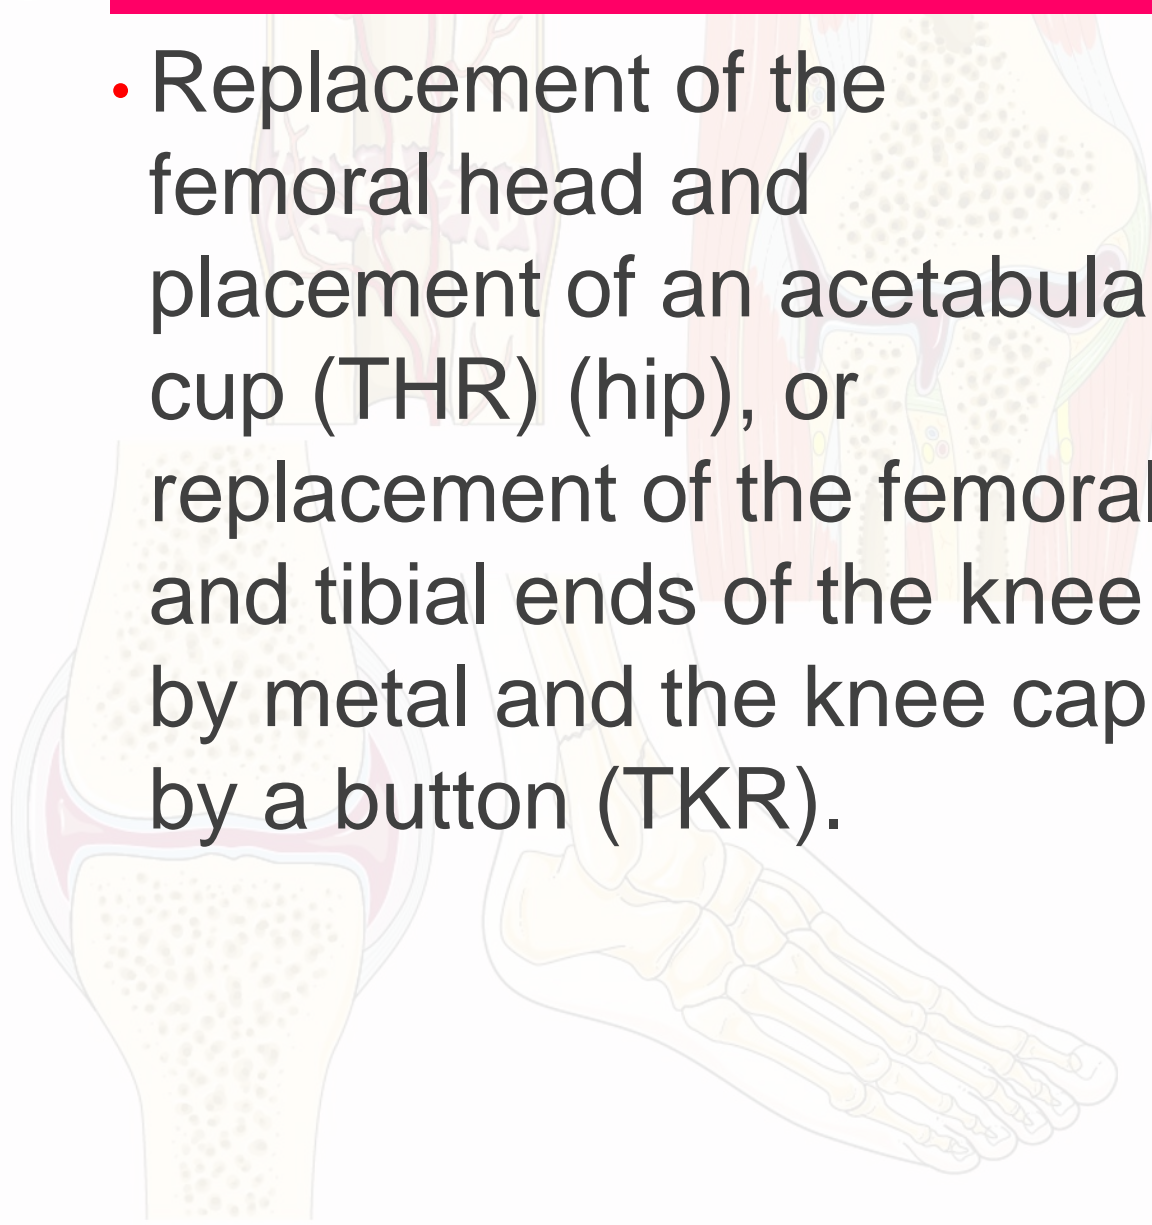 • Replacement of the
femoral head and
placement of an acetabula
cup (THR) (hip), or
replacement of the femoral
and tibial ends of the knee
by metal and the knee cap
by a button (TKR).